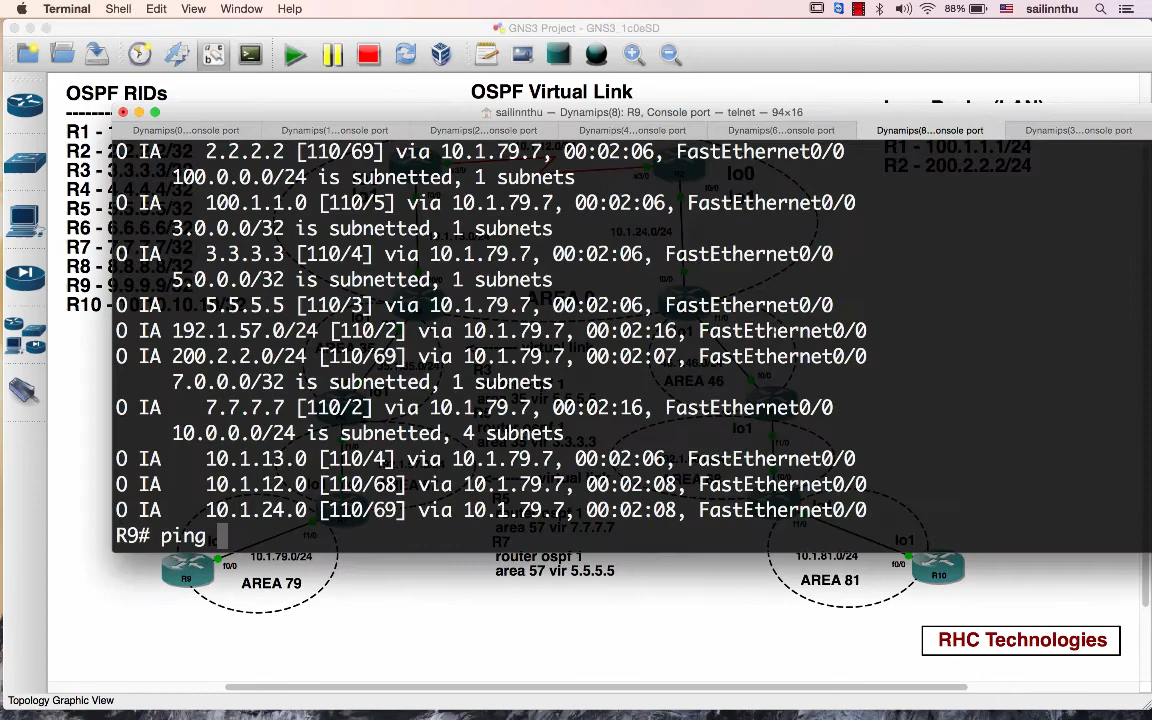 Terminal Shell Edit View Window Help 88% sailinnthu
GNS3 Project - GNS3_1c0eSD
OSPF RIDs
OSPF Virtual Link
sailinnthu — Dynamips(8): R9, Console port — telnet — 94×16
Dynamips(0...onsole port Dynamips(1...onsole port Dynamips(2...onsole port Dynamips(4...onsole port Dynamips(6...onsole port Dynamips(8...onsole port Dynamips(3...onsole port
R1 - 100.1.1.1/24
R2 - 200.2.2.2/24
R1 - 1
R2 -
R3 -
R4 -
R5 -
R6 -
R7 -
R8 -
R9 -
R10 -
O IA 2.2.2.2 [110/69] via 10.1.79.7, 00:02:06, FastEthernet0/0
100.0.0.0/24 is subnetted, 1 subnets
O IA 100.1.1.0 [110/5] via 10.1.79.7, 00:02:06, FastEthernet0/0
3.0.0.0/32 is subnetted, 1 subnets
O IA 3.3.3.3 [110/4] via 10.1.79.7, 00:02:06, FastEthernet0/0
5.0.0.0/32 is subnetted, 1 subnets
O IA 5.5.5.5 [110/3] via 10.1.79.7, 00:02:06, FastEthernet0/0
O IA 192.1.57.0/24 [110/2] via 10.1.79.7, 00:02:16, FastEthernet0/0
O IA 200.2.2.0/24 [110/69] via 10.1.79.7, 00:02:07, FastEthernet0/0
7.0.0.0/32 is subnetted, 1 subnets
O IA 7.7.7.7 [110/2] via 10.1.79.7, 00:02:16, FastEthernet0/0
10.0.0.0/24 is subnetted, 4 subnets
O IA 10.1.13.0 [110/4] via 10.1.79.7, 00:02:06, FastEthernet0/0
O IA 10.1.12.0 [110/68] via 10.1.79.7, 00:02:08, FastEthernet0/0
O IA 10.1.24.0 [110/69] via 10.1.79.7, 00:02:08, FastEthernet0/0
R9# ping
lo0
10.1.24.0/24
AREA 46
lo1
R7
router ospf 1
area 57 vir 5.5.5.5
10.1.79.0/24
f0/0
R9
AREA 79
10.1.81.0/24
lo1
f0/0
R10
AREA 81
RHC Technologies
Topology Graphic View